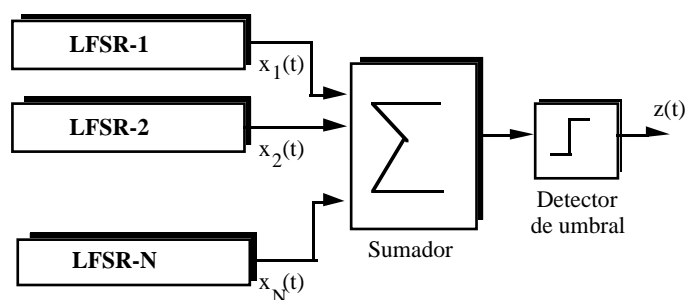 LFSR-1
x1(t)
LFSR-2
x2(t)
z(t)
Detector
de umbral
Sumador
LFSR-N
xN(t)